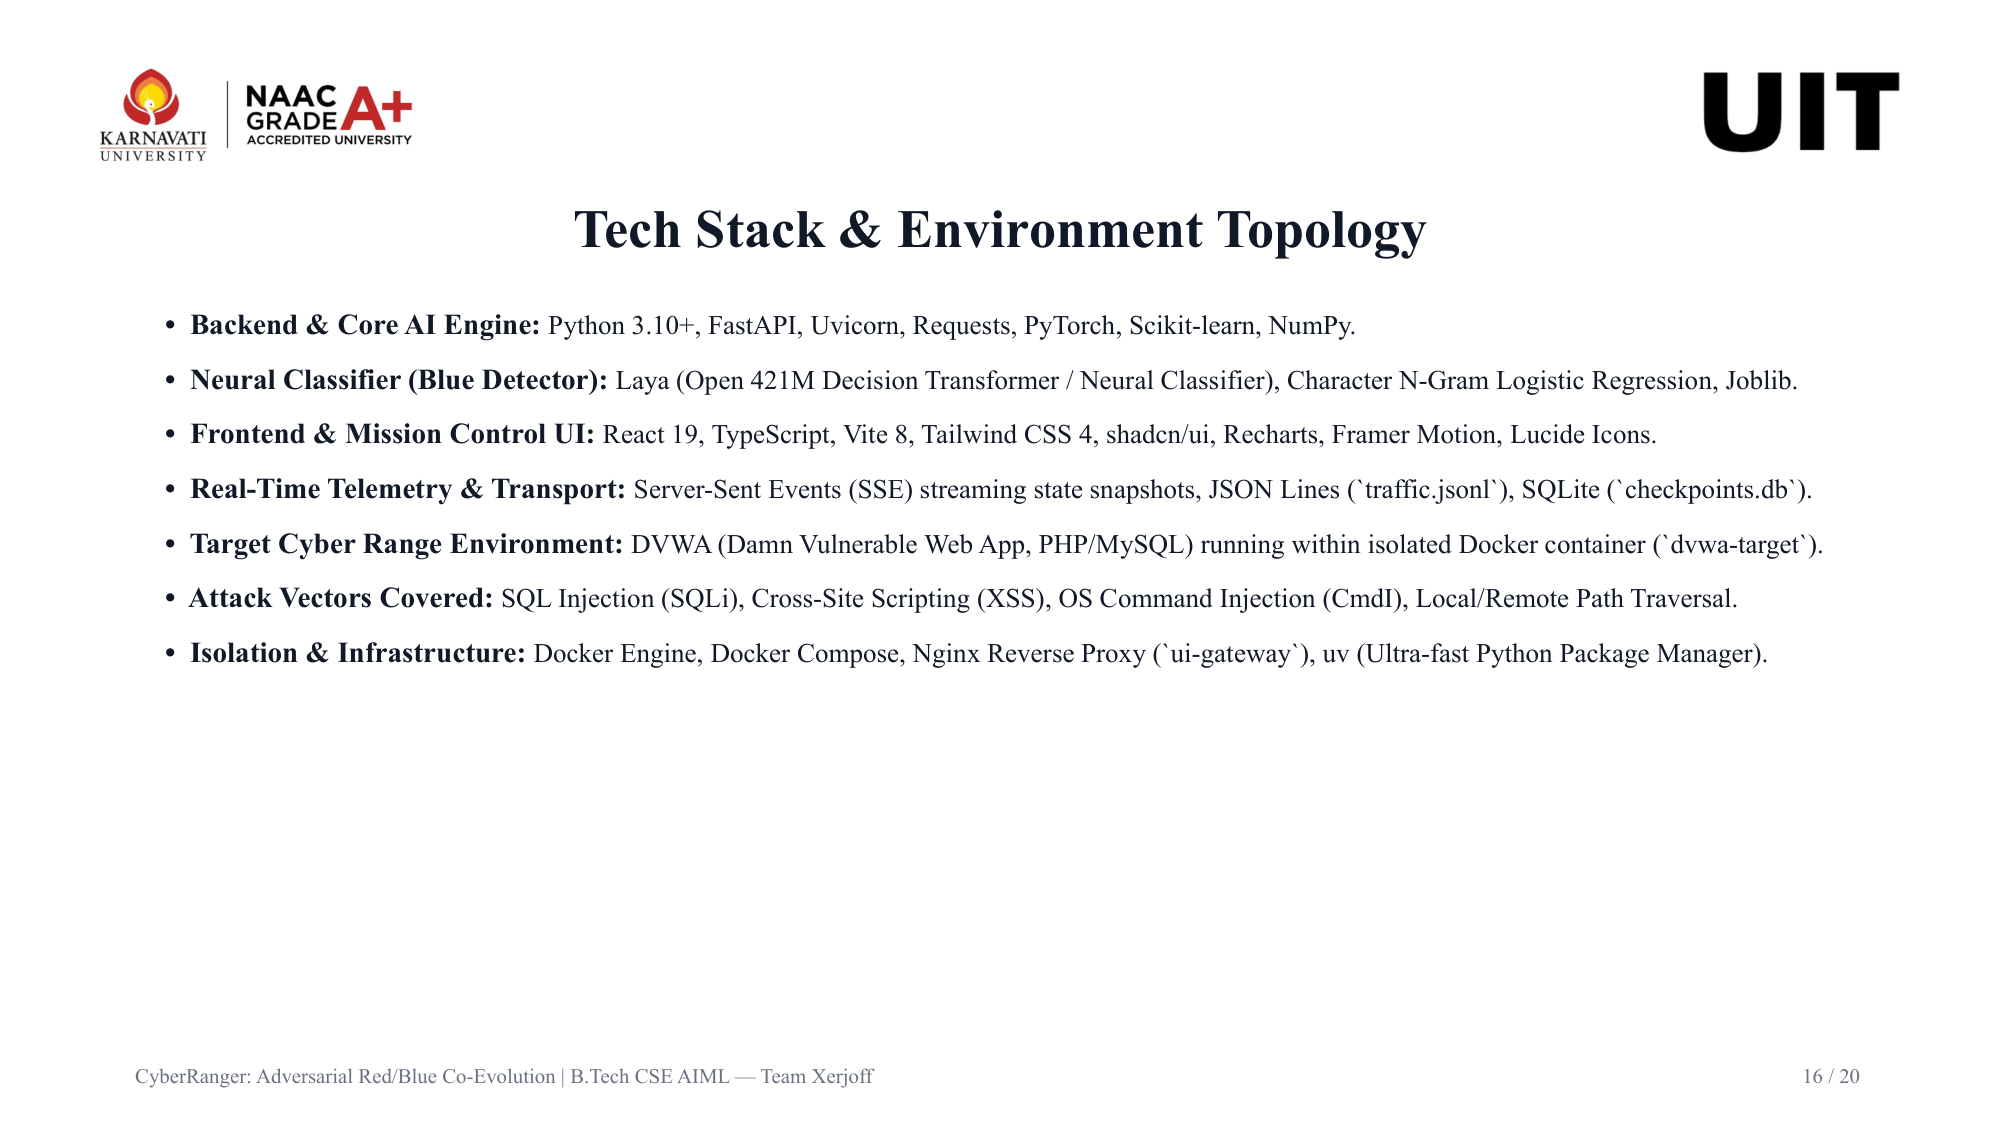 KARNAVATI
UNIVERSITY
NAAC
GRADE A+
ACCREDITED UNIVERSITY
UIT
Tech Stack & Environment Topology
• Backend & Core AI Engine: Python 3.10+, FastAPI, Uvicorn, Requests, PyTorch, Scikit-learn, NumPy.
• Neural Classifier (Blue Detector): Laya (Open 421M Decision Transformer / Neural Classifier), Character N-Gram Logistic Regression, Joblib.
• Frontend & Mission Control UI: React 19, TypeScript, Vite 8, Tailwind CSS 4, shadcn/ui, Recharts, Framer Motion, Lucide Icons.
• Real-Time Telemetry & Transport: Server-Sent Events (SSE) streaming state snapshots, JSON Lines (`traffic.jsonl`), SQLite (`checkpoints.db`).
• Target Cyber Range Environment: DVWA (Damn Vulnerable Web App, PHP/MySQL) running within isolated Docker container (`dvwa-target`).
• Attack Vectors Covered: SQL Injection (SQLi), Cross-Site Scripting (XSS), OS Command Injection (CmdI), Local/Remote Path Traversal.
• Isolation & Infrastructure: Docker Engine, Docker Compose, Nginx Reverse Proxy (`ui-gateway`), uv (Ultra-fast Python Package Manager).
CyberRanger: Adversarial Red/Blue Co-Evolution | B.Tech CSE AIML — Team Xerjoff
16 / 20